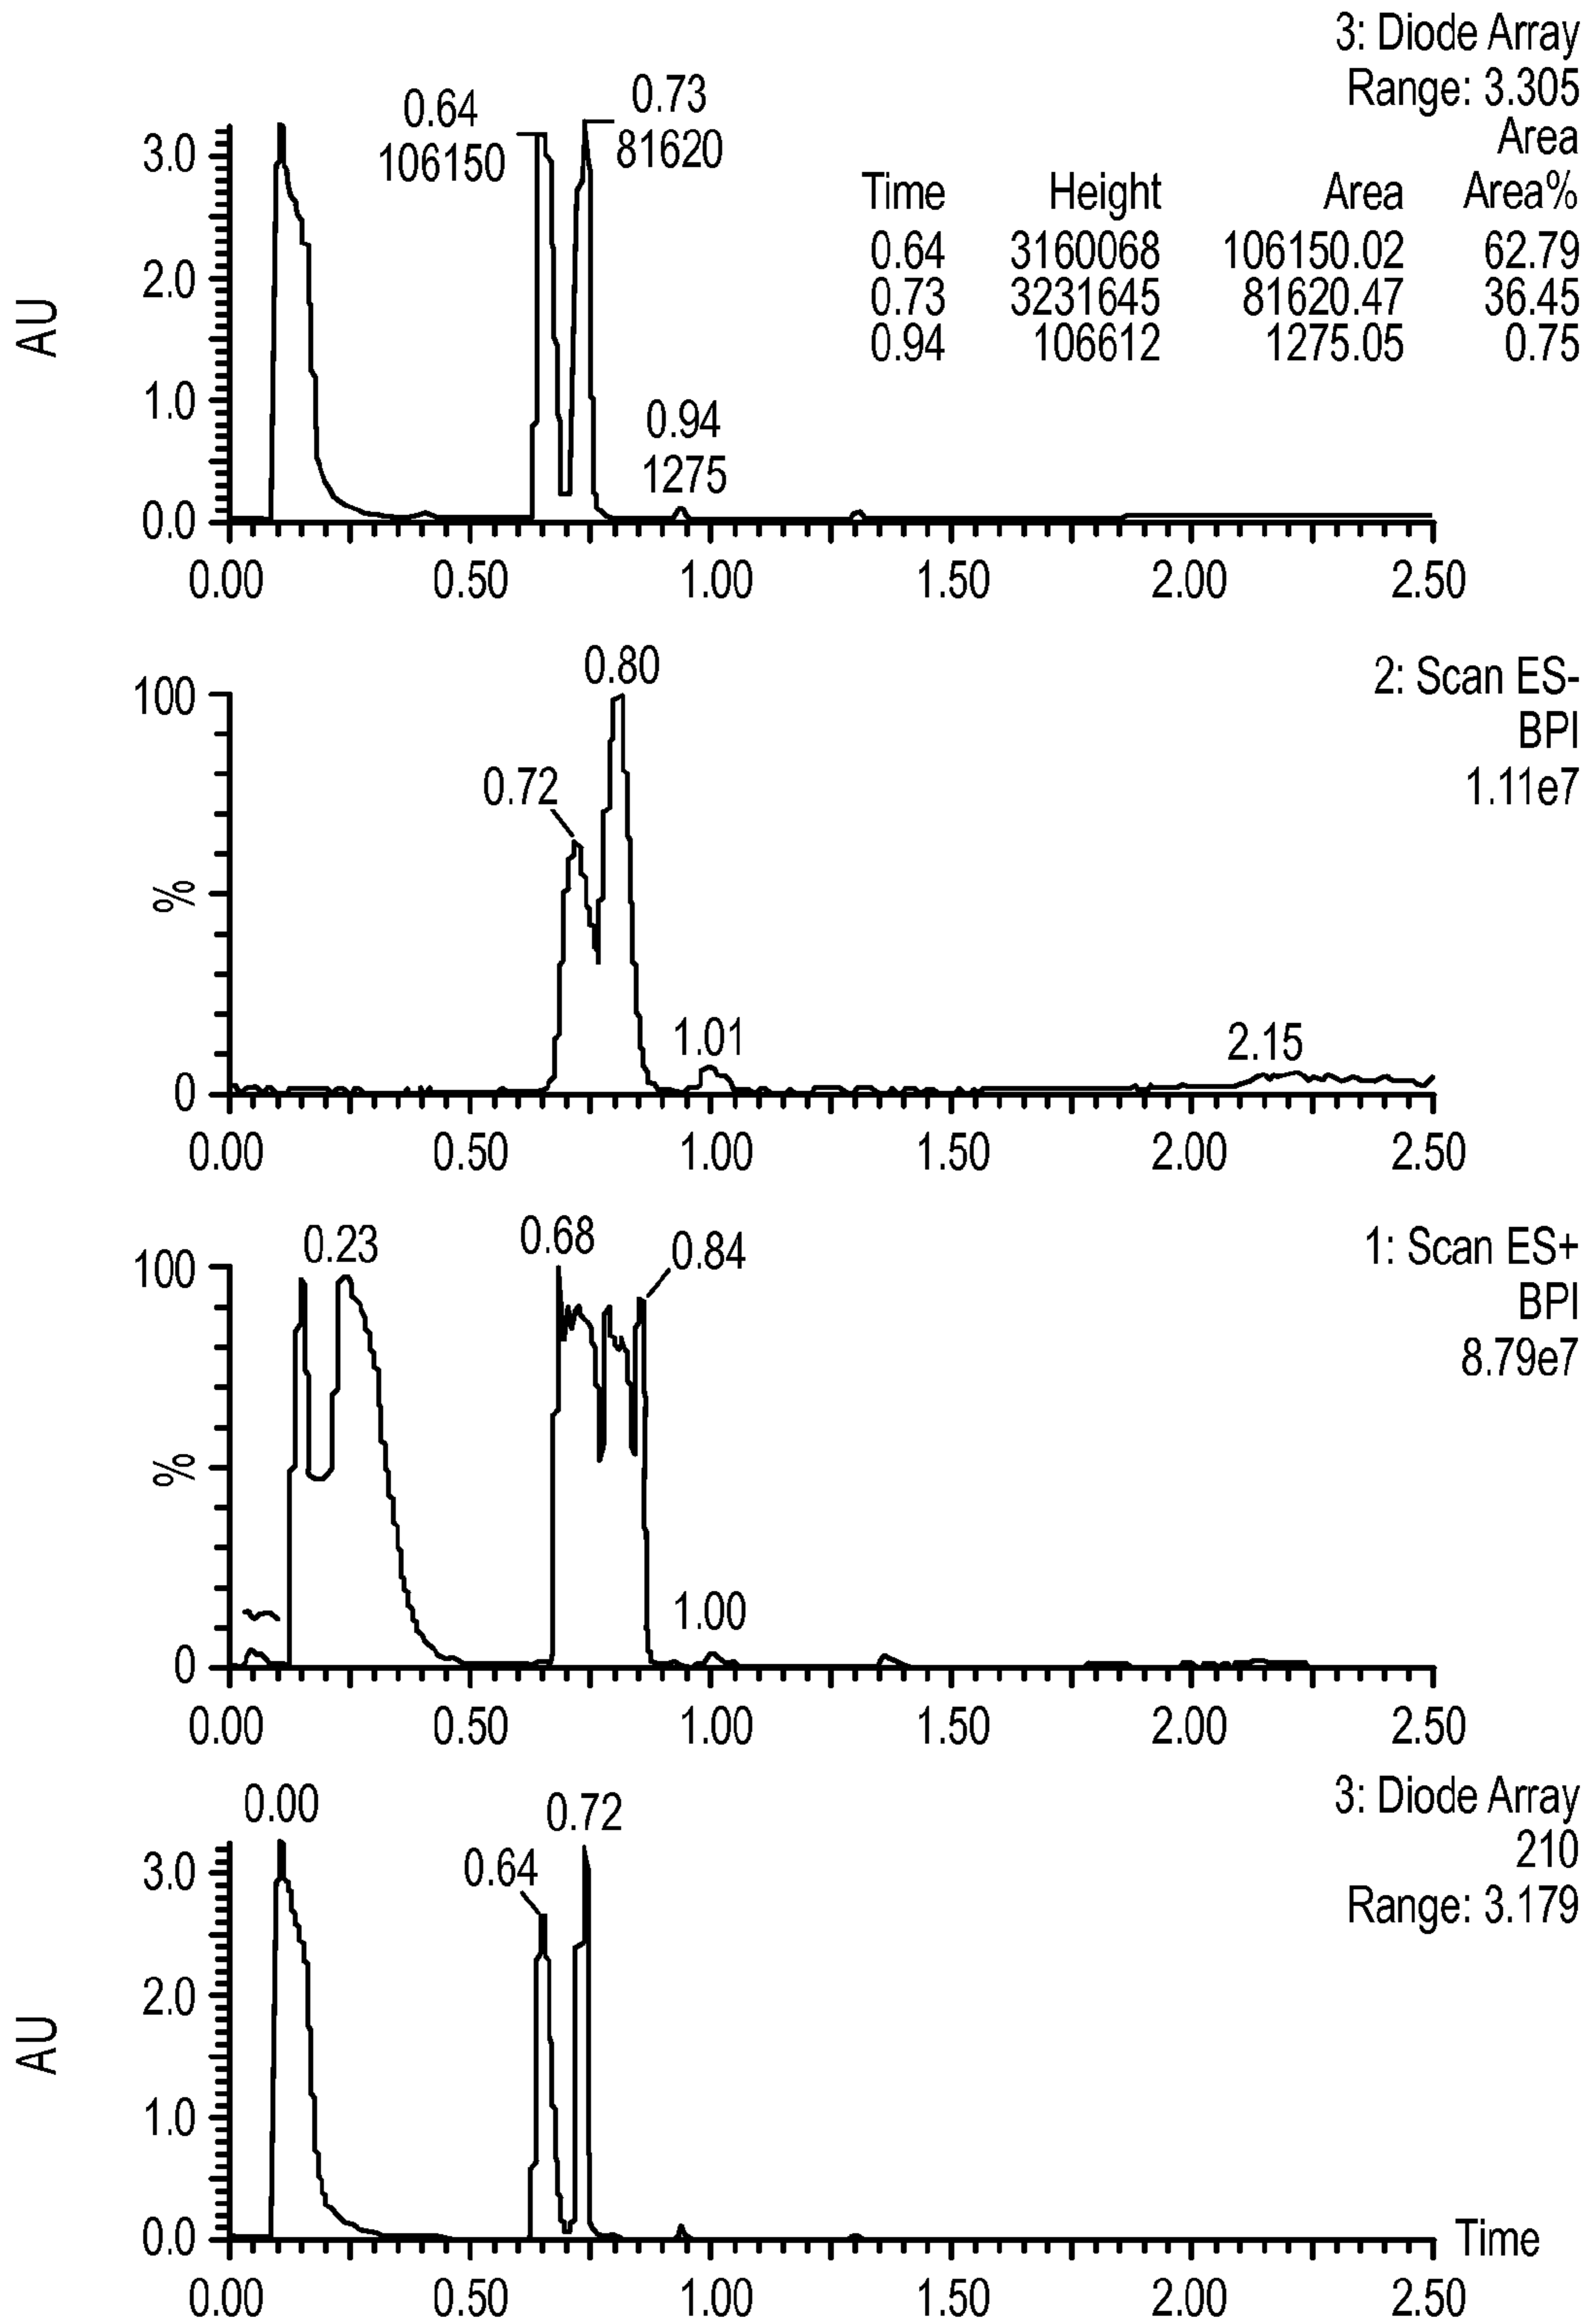 3: Diode Array
Range: 3.305
Area
Time Height Area Area%
0.64 3160068 106150.02 62.79
0.73 3231645 81620.47 36.45
0.94 106612 1275.05 0.75
0.64
106150
0.73
81620
0.94
1275
AU
3.0
2.0
1.0
0.0
0.00 0.50 1.00 1.50 2.00 2.50
2: Scan ES-
BPI
1.11e7
0.80
0.72
1.01
2.15
100
%
0
0.00 0.50 1.00 1.50 2.00 2.50
1: Scan ES+
BPI
8.79e7
0.23
0.68
0.84
1.00
100
%
0
0.00 0.50 1.00 1.50 2.00 2.50
3: Diode Array
210
Range: 3.179
0.00
0.72
0.64
AU
3.0
2.0
1.0
0.0
Time
0.00 0.50 1.00 1.50 2.00 2.50